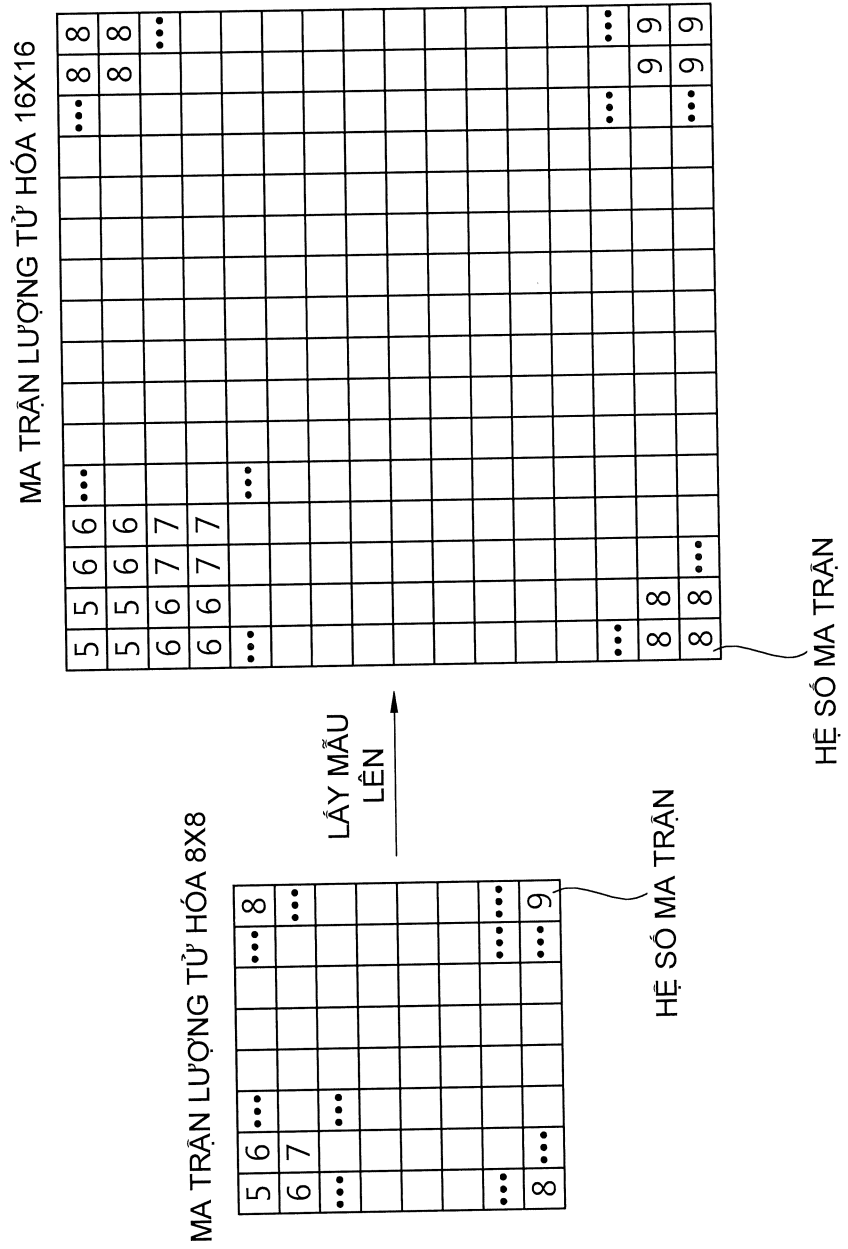 MA TRẬN LƯỢNG TỬ HÓA 8X8
5 6 ... ... 8
6 7 ...
... ...
... ... ...
8 ... ... 9
HỆ SỐ MA TRẬN
LẤY MẪU
LÊN
MA TRẬN LƯỢNG TỬ HÓA 16X16
5 5 6 6 ... ... 8 8
5 5 6 6 8 8
6 6 7 7 ...
6 6 7 7
... ...
... ... ...
8 8 9 9
8 8 ... ... 9 9
HỆ SỐ MA TRẬN